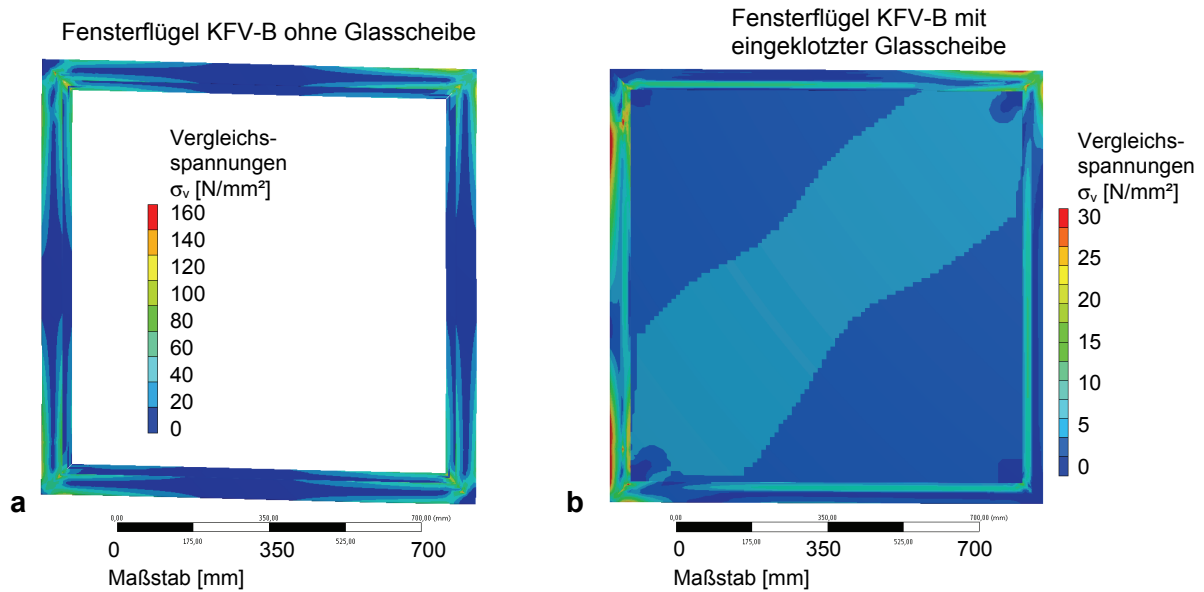 Fensterflügel KFV-B ohne Glasscheibe
Vergleichs-
spannungen
σv [N/mm²]
160
140
120
100
80
60
40
20
0
a
0,00 350,00 700,00 (mm)
175,00 525,00
0 350 700
Maßstab [mm]
Fensterflügel KFV-B mit
eingeklotzter Glasscheibe
Vergleichs-
spannungen
σv [N/mm²]
30
25
20
15
10
5
0
b
0,00 350,00 700,00 (mm)
175,00 525,00
0 350 700
Maßstab [mm]